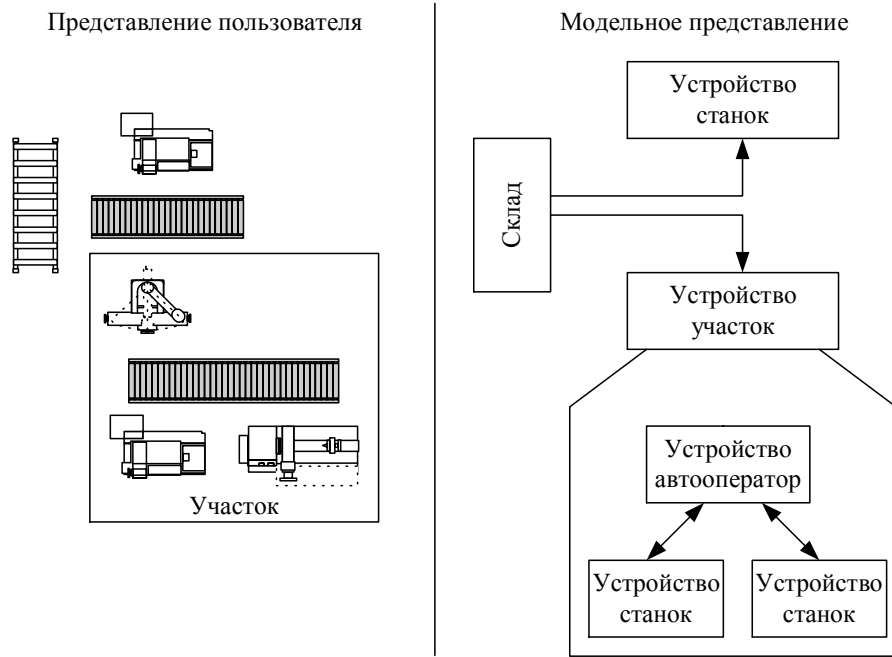 Представление пользователя
Модельное представление
Устройство
станок
Склад
Устройство
участок
Устройство
автооператор
Участок
Устройство
станок
Устройство
станок